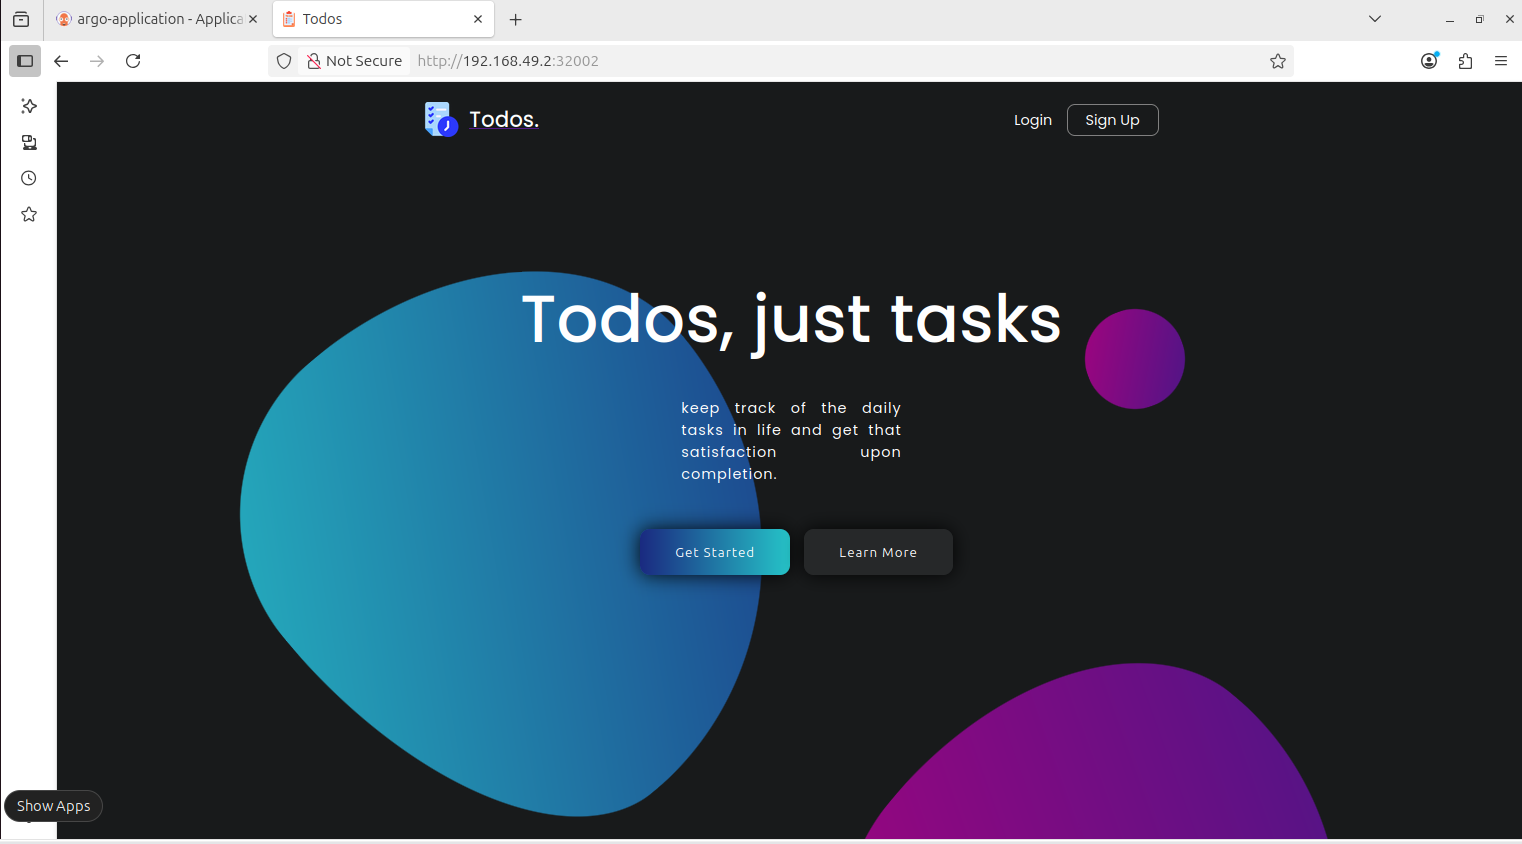 argo-application - Applica
Todos
Not Secure
http://192.168.49.2:32002
Todos.
Login
Sign Up
Todos, just tasks
keep track of the daily
tasks in life and get that
satisfaction upon
completion.
Get Started
Learn More
Show Apps